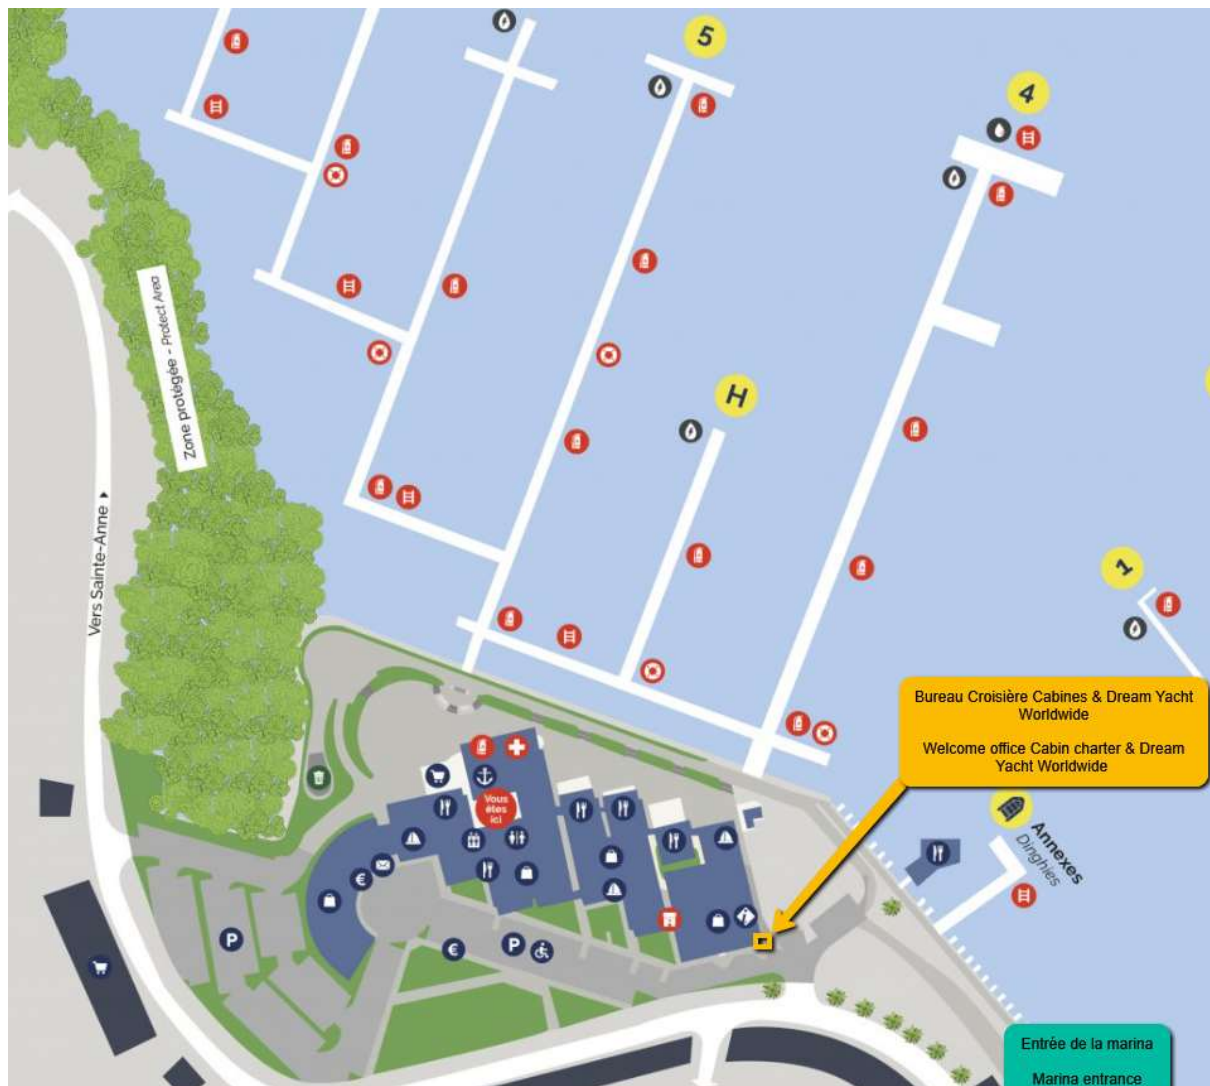 5
4
H
1
Zone protégée - Protect Area
Vers Sainte-Anne
Bureau Croisière Cabines & Dream Yacht
Worldwide
Welcome office Cabin charter & Dream
Yacht Worldwide
Vous
êtes
ici
Annexes
Dinghies
€
P
€
P
Entrée de la marina
Marina entrance